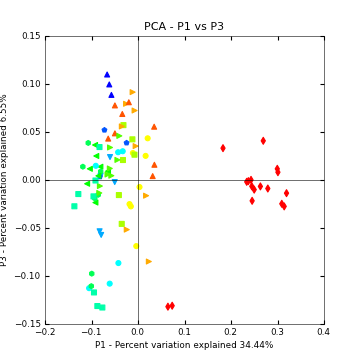 PCA - P1 vs P3
0.15
0.10
0.05
0.00
−0.05
−0.10
−0.15
P3 - Percent variation explained 6.55%
−0.2 −0.1 0.0 0.1 0.2 0.3 0.4
P1 - Percent variation explained 34.44%